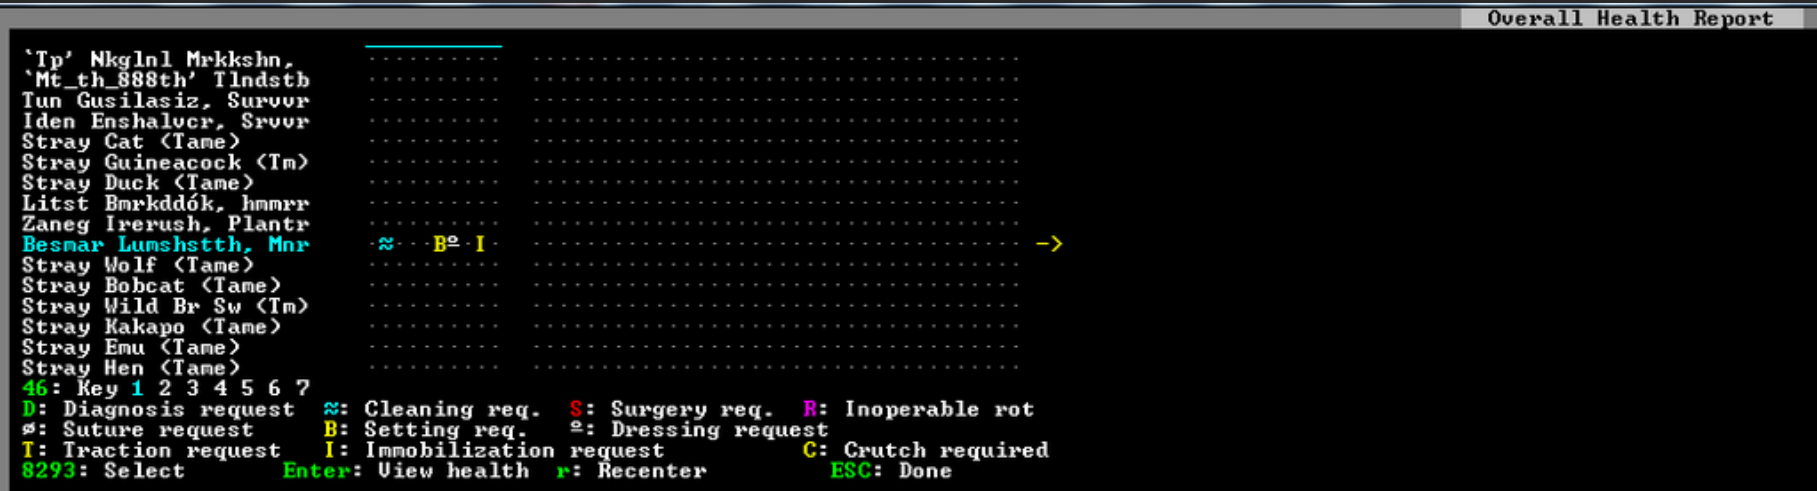 Overall Health Report
`Tp' Nkglnl Mrkkshn,
`Mt_th_888th' Tlndstb
Tun Gusilasiz, Survvr
Iden Enshalvcr, Srvvr
Stray Cat (Tame)
Stray Guineacock (Tm)
Stray Duck (Tame)
Litst Bmrkddók, hmmrr
Zaneg Irerush, Plantr
Besmar Lumshstth, Mnr ≈ Bº I ->
Stray Wolf (Tame)
Stray Bobcat (Tame)
Stray Wild Br Sw (Tm)
Stray Kakapo (Tame)
Stray Emu (Tame)
Stray Hen (Tame)
46: Key 1 2 3 4 5 6 7
D: Diagnosis request ≈: Cleaning req. S: Surgery req. R: Inoperable rot
ø: Suture request B: Setting req. º: Dressing request
T: Traction request I: Immobilization request C: Crutch required
8293: Select Enter: View health r: Recenter ESC: Done